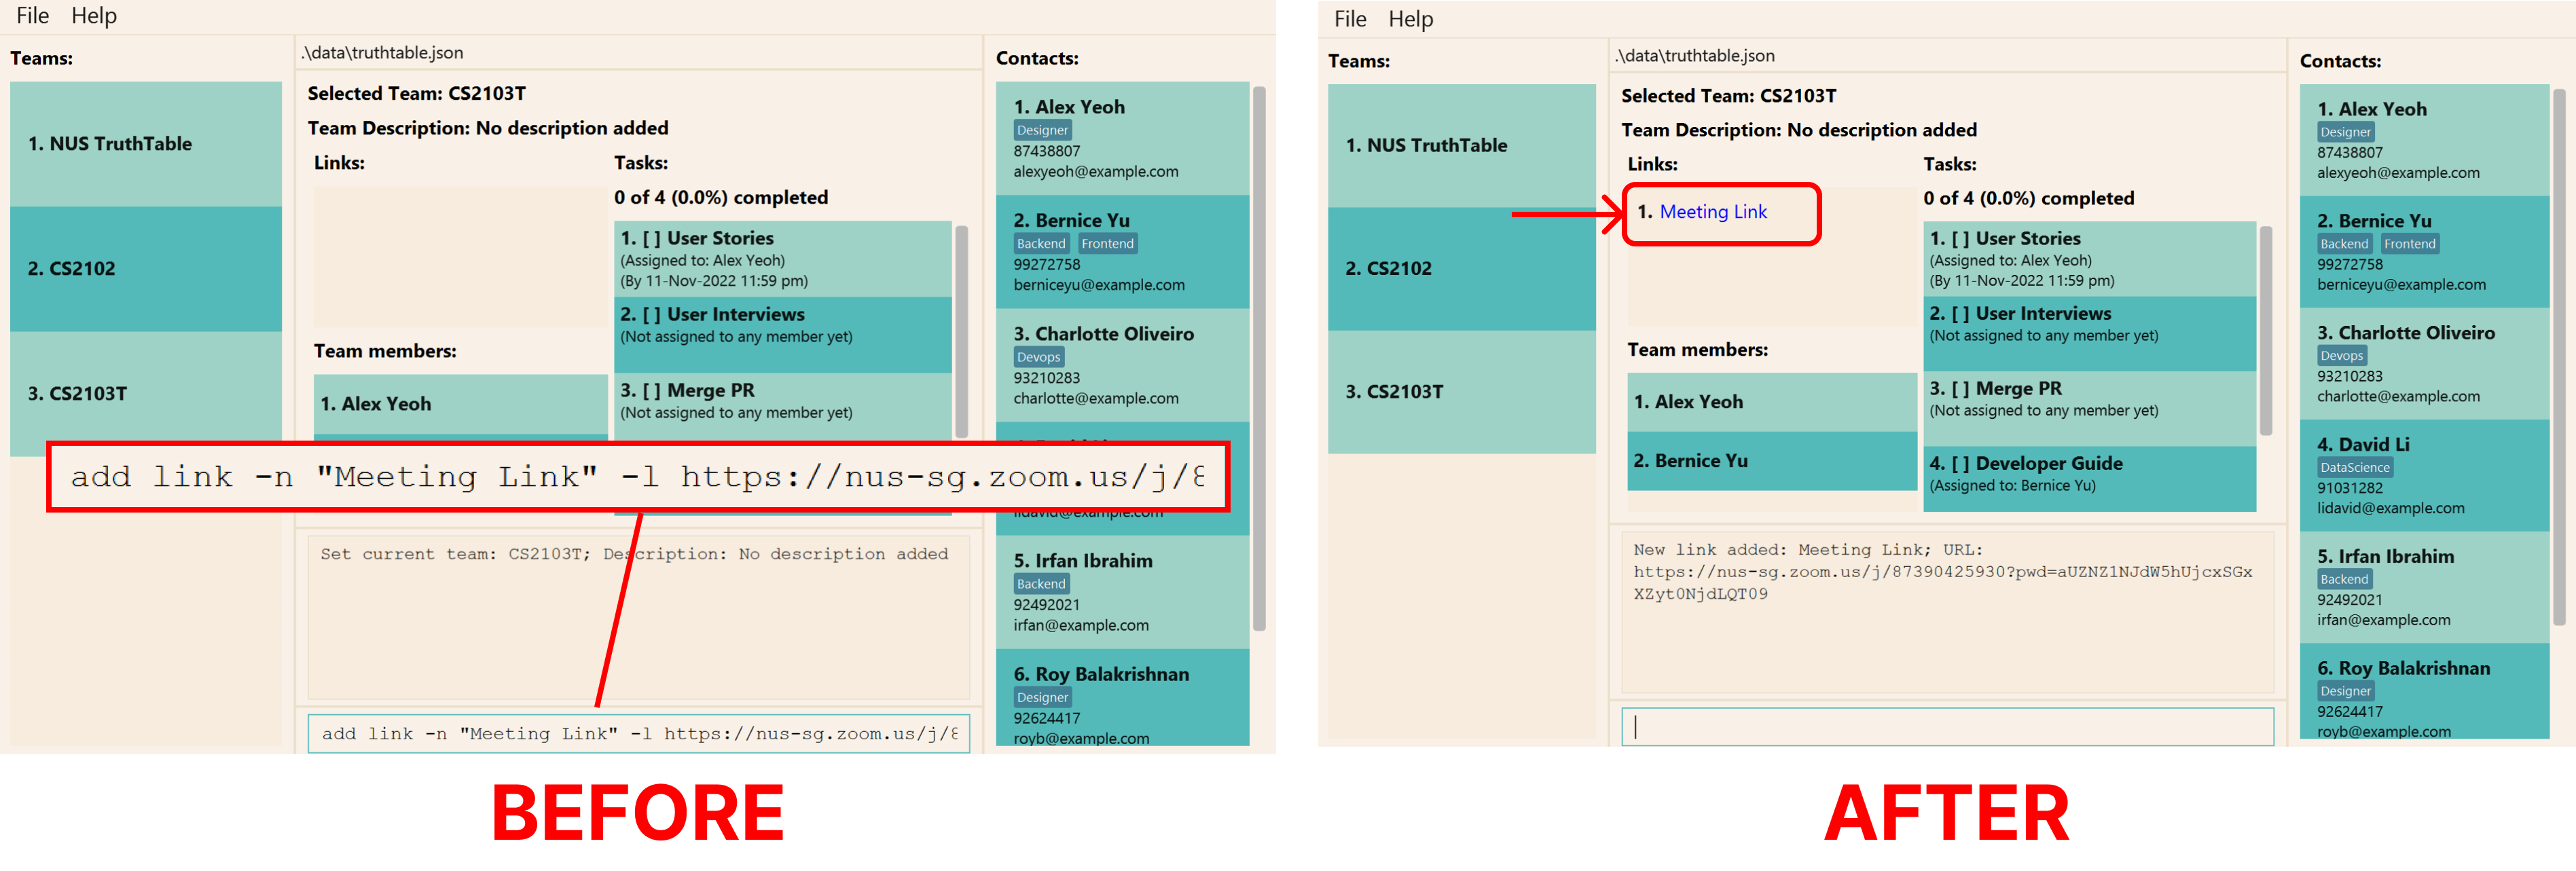 File Help
Teams:
1. NUS TruthTable
2. CS2102
3. CS2103T
.\data\truthtable.json
Selected Team: CS2103T
Team Description: No description added
Links:
Team members:
1. Alex Yeoh
Tasks:
0 of 4 (0.0%) completed
1. [ ] User Stories
(Assigned to: Alex Yeoh)
(By 11-Nov-2022 11:59 pm)
2. [ ] User Interviews
(Not assigned to any member yet)
3. [ ] Merge PR
(Not assigned to any member yet)
add link -n "Meeting Link" -l https://nus-sg.zoom.us/j/8
Set current team: CS2103T; Description: No description added
add link -n "Meeting Link" -l https://nus-sg.zoom.us/j/8
Contacts:
1. Alex Yeoh
Designer
87438807
alexyeoh@example.com
2. Bernice Yu
Backend Frontend
99272758
berniceyu@example.com
3. Charlotte Oliveiro
Devops
93210283
charlotte@example.com
lidavid@example.com
5. Irfan Ibrahim
Backend
92492021
irfan@example.com
6. Roy Balakrishnan
Designer
92624417
royb@example.com
BEFORE
File Help
Teams:
1. NUS TruthTable
2. CS2102
3. CS2103T
.\data\truthtable.json
Selected Team: CS2103T
Team Description: No description added
Links:
1. Meeting Link
Team members:
1. Alex Yeoh
2. Bernice Yu
Tasks:
0 of 4 (0.0%) completed
1. [ ] User Stories
(Assigned to: Alex Yeoh)
(By 11-Nov-2022 11:59 pm)
2. [ ] User Interviews
(Not assigned to any member yet)
3. [ ] Merge PR
(Not assigned to any member yet)
4. [ ] Developer Guide
(Assigned to: Bernice Yu)
New link added: Meeting Link; URL:
https://nus-sg.zoom.us/j/87390425930?pwd=aUZNZ1NJdW5hUjcxSGx
XZyt0NjdLQT09
Contacts:
1. Alex Yeoh
Designer
87438807
alexyeoh@example.com
2. Bernice Yu
Backend Frontend
99272758
berniceyu@example.com
3. Charlotte Oliveiro
Devops
93210283
charlotte@example.com
4. David Li
DataScience
91031282
lidavid@example.com
5. Irfan Ibrahim
Backend
92492021
irfan@example.com
6. Roy Balakrishnan
Designer
92624417
royb@example.com
AFTER